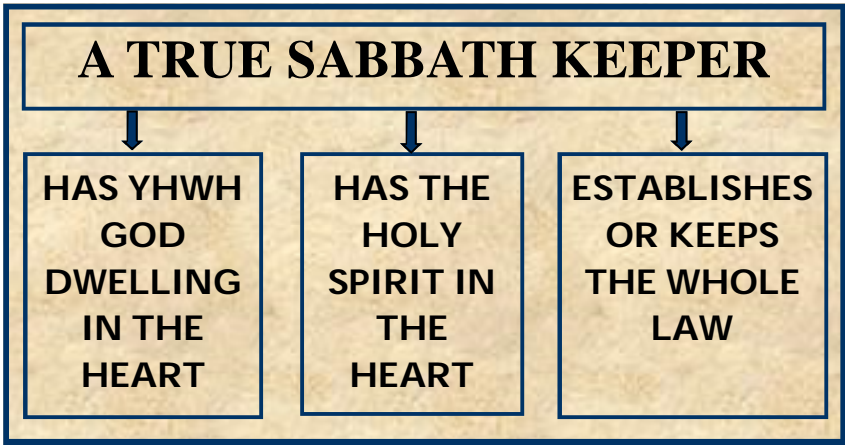 A TRUE SABBATH KEEPER
HAS YHWH
GOD
DWELLING
IN THE
HEART
HAS THE
HOLY
SPIRIT IN
THE
HEART
ESTABLISHES
OR KEEPS
THE WHOLE
LAW